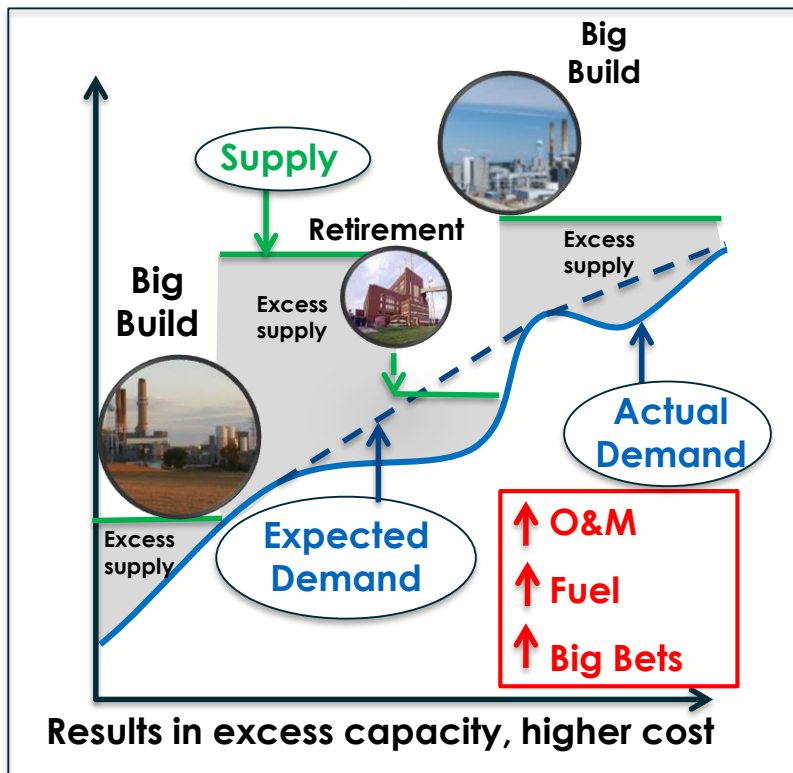 Big
Build
Supply
Retirement
Excess
supply
Big
Build
Excess
supply
Actual
Demand
Excess
supply
Expected
Demand
↑ O&M
↑ Fuel
↑ Big Bets
Results in excess capacity, higher cost